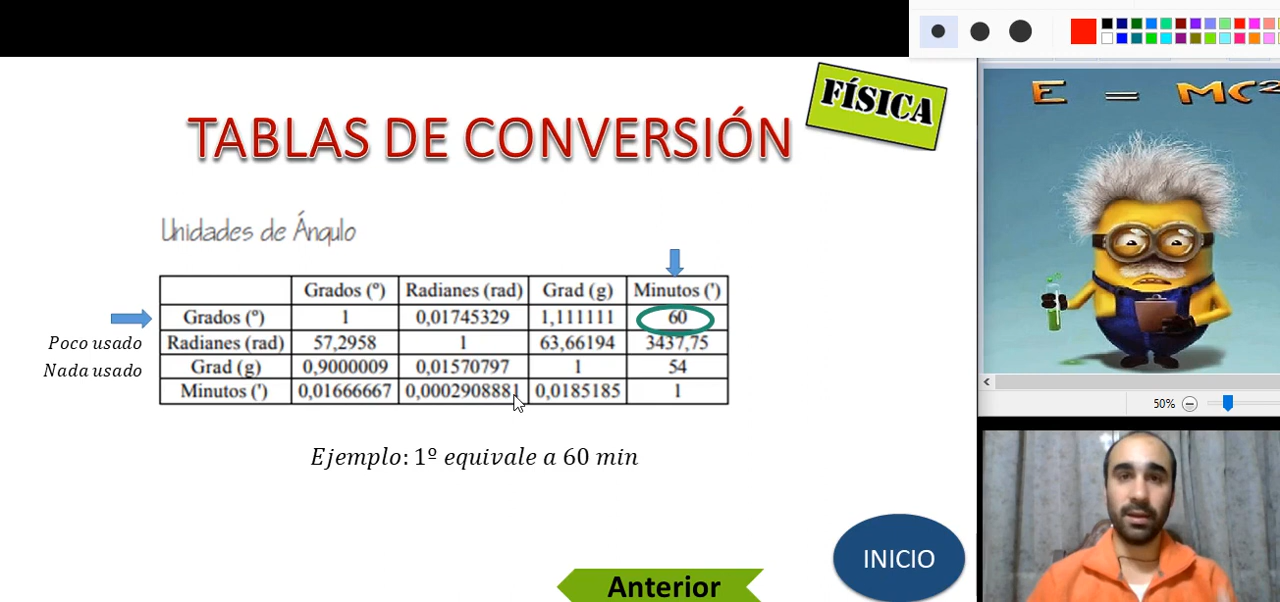 FÍSICA
E = MC²
TABLAS DE CONVERSIÓN
Unidades de Ángulo
Grados (º) Radianes (rad) Grad (g) Minutos (')
Grados (º) 1 0,01745329 1,111111 60
Poco usado Radianes (rad) 57,2958 1 63,66194 3437,75
Nada usado Grad (g) 0,9000009 0,01570797 1 54
Minutos (') 0,01666667 0,0002908881 0,0185185 1
50%
Ejemplo: 1º equivale a 60 min
INICIO
Anterior